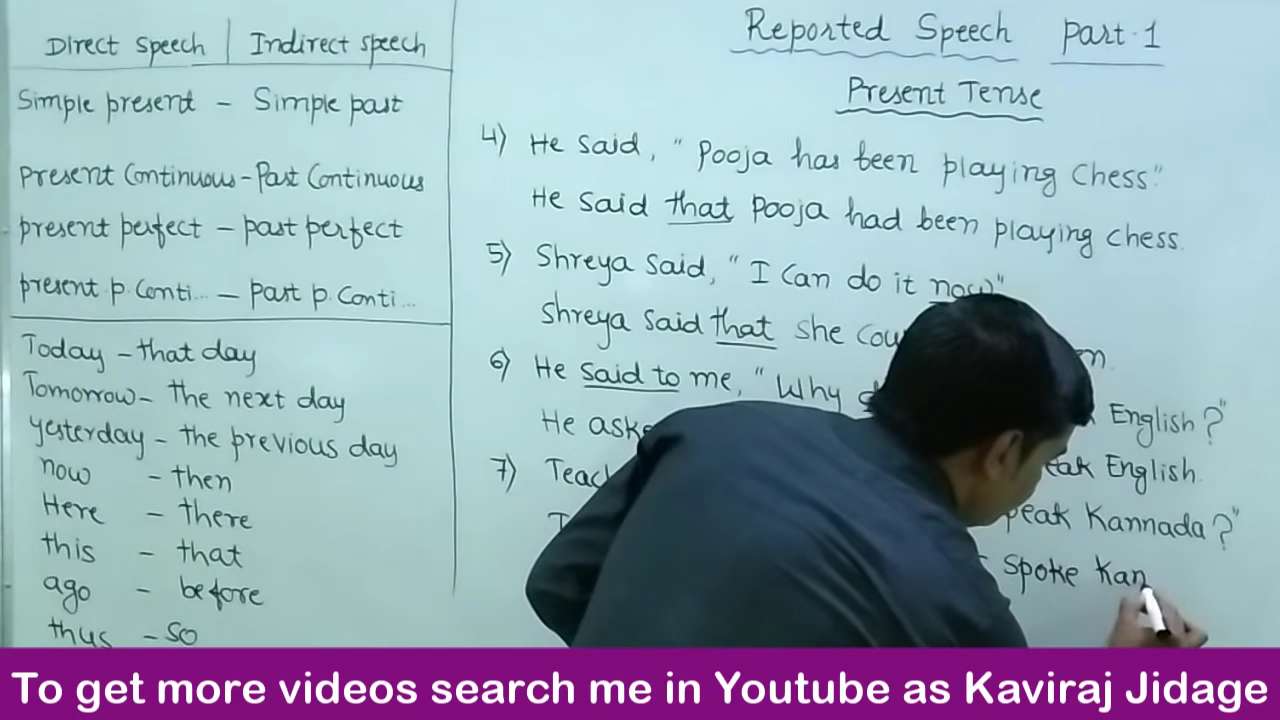 Direct speech | Indirect speech
Simple present - Simple past
present Continuous - Past Continuous
present perfect - past perfect
present p. Conti... - past p. Conti...
Today - that day
Tomorrow - The next day
yesterday - the previous day
now - then
Here - there
this - that
ago - before
thus - so
Reported Speech Part.1
Present Tense
4) He said, "Pooja has been playing Chess."
He said that Pooja had been playing chess.
5) Shreya said, "I can do it now"
Shreya said that she
6) He said to me, "Why English?"
He English.
7) peak Kannada?"
spoke Kan
To get more videos search me in Youtube as Kaviraj Jidage